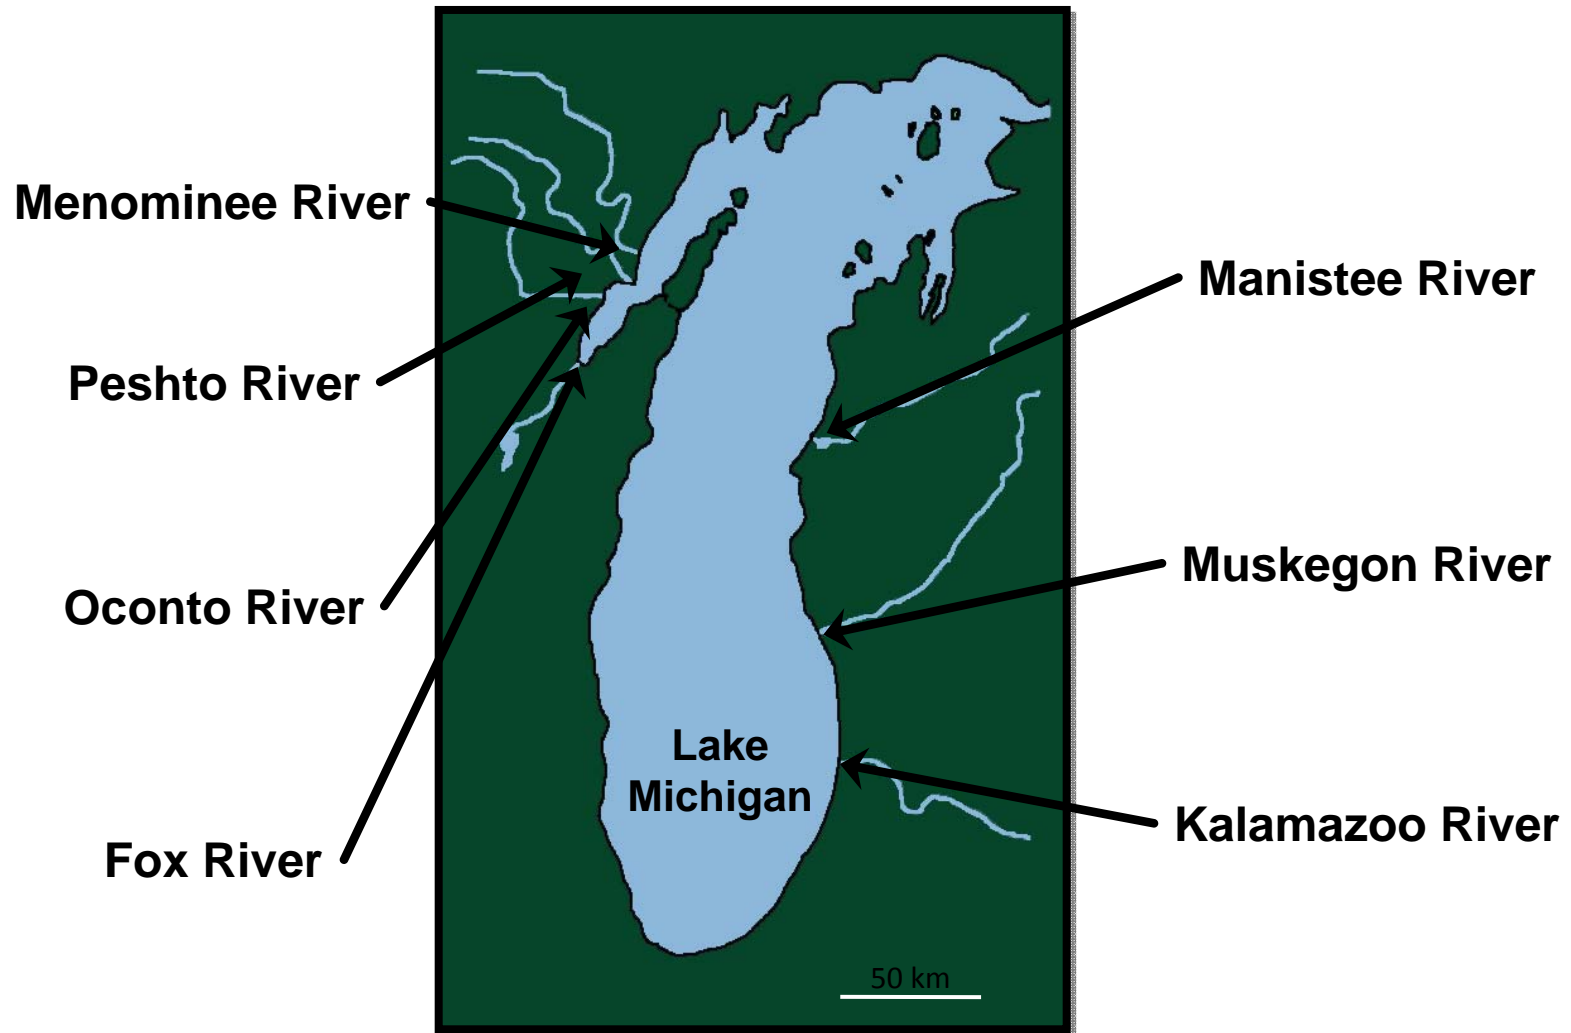 Menominee River
Manistee River
Peshto River
Muskegon River
Oconto River
Lake
Michigan
Kalamazoo River
Fox River
50 km